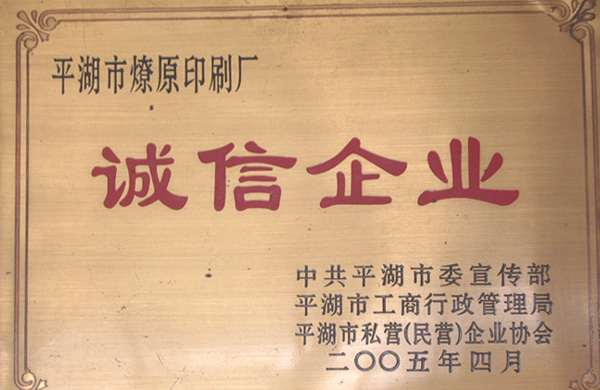 平湖市燎原印刷厂
诚信企业
中共平湖市委宣传部
平湖市工商行政管理局
平湖市私营(民营)企业协会
二〇〇五年四月